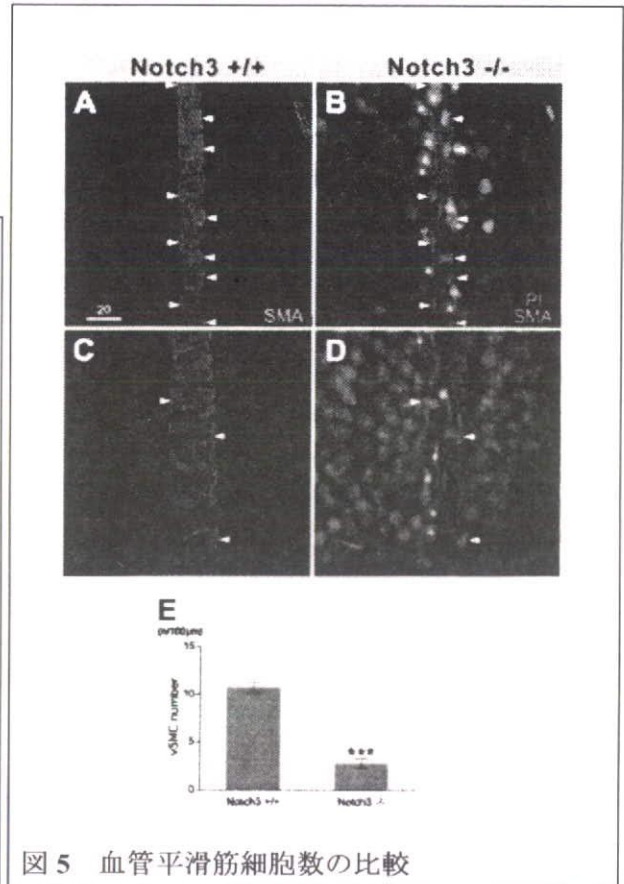 Notch3 +/+ Notch3 -/-
A B
20 SMA PI
SMA
C D
E
(n/100μm)
15
10
5
0
vSMC number
***
Notch3 +/+ Notch3 -/-
図 5 血管平滑筋細胞数の比較